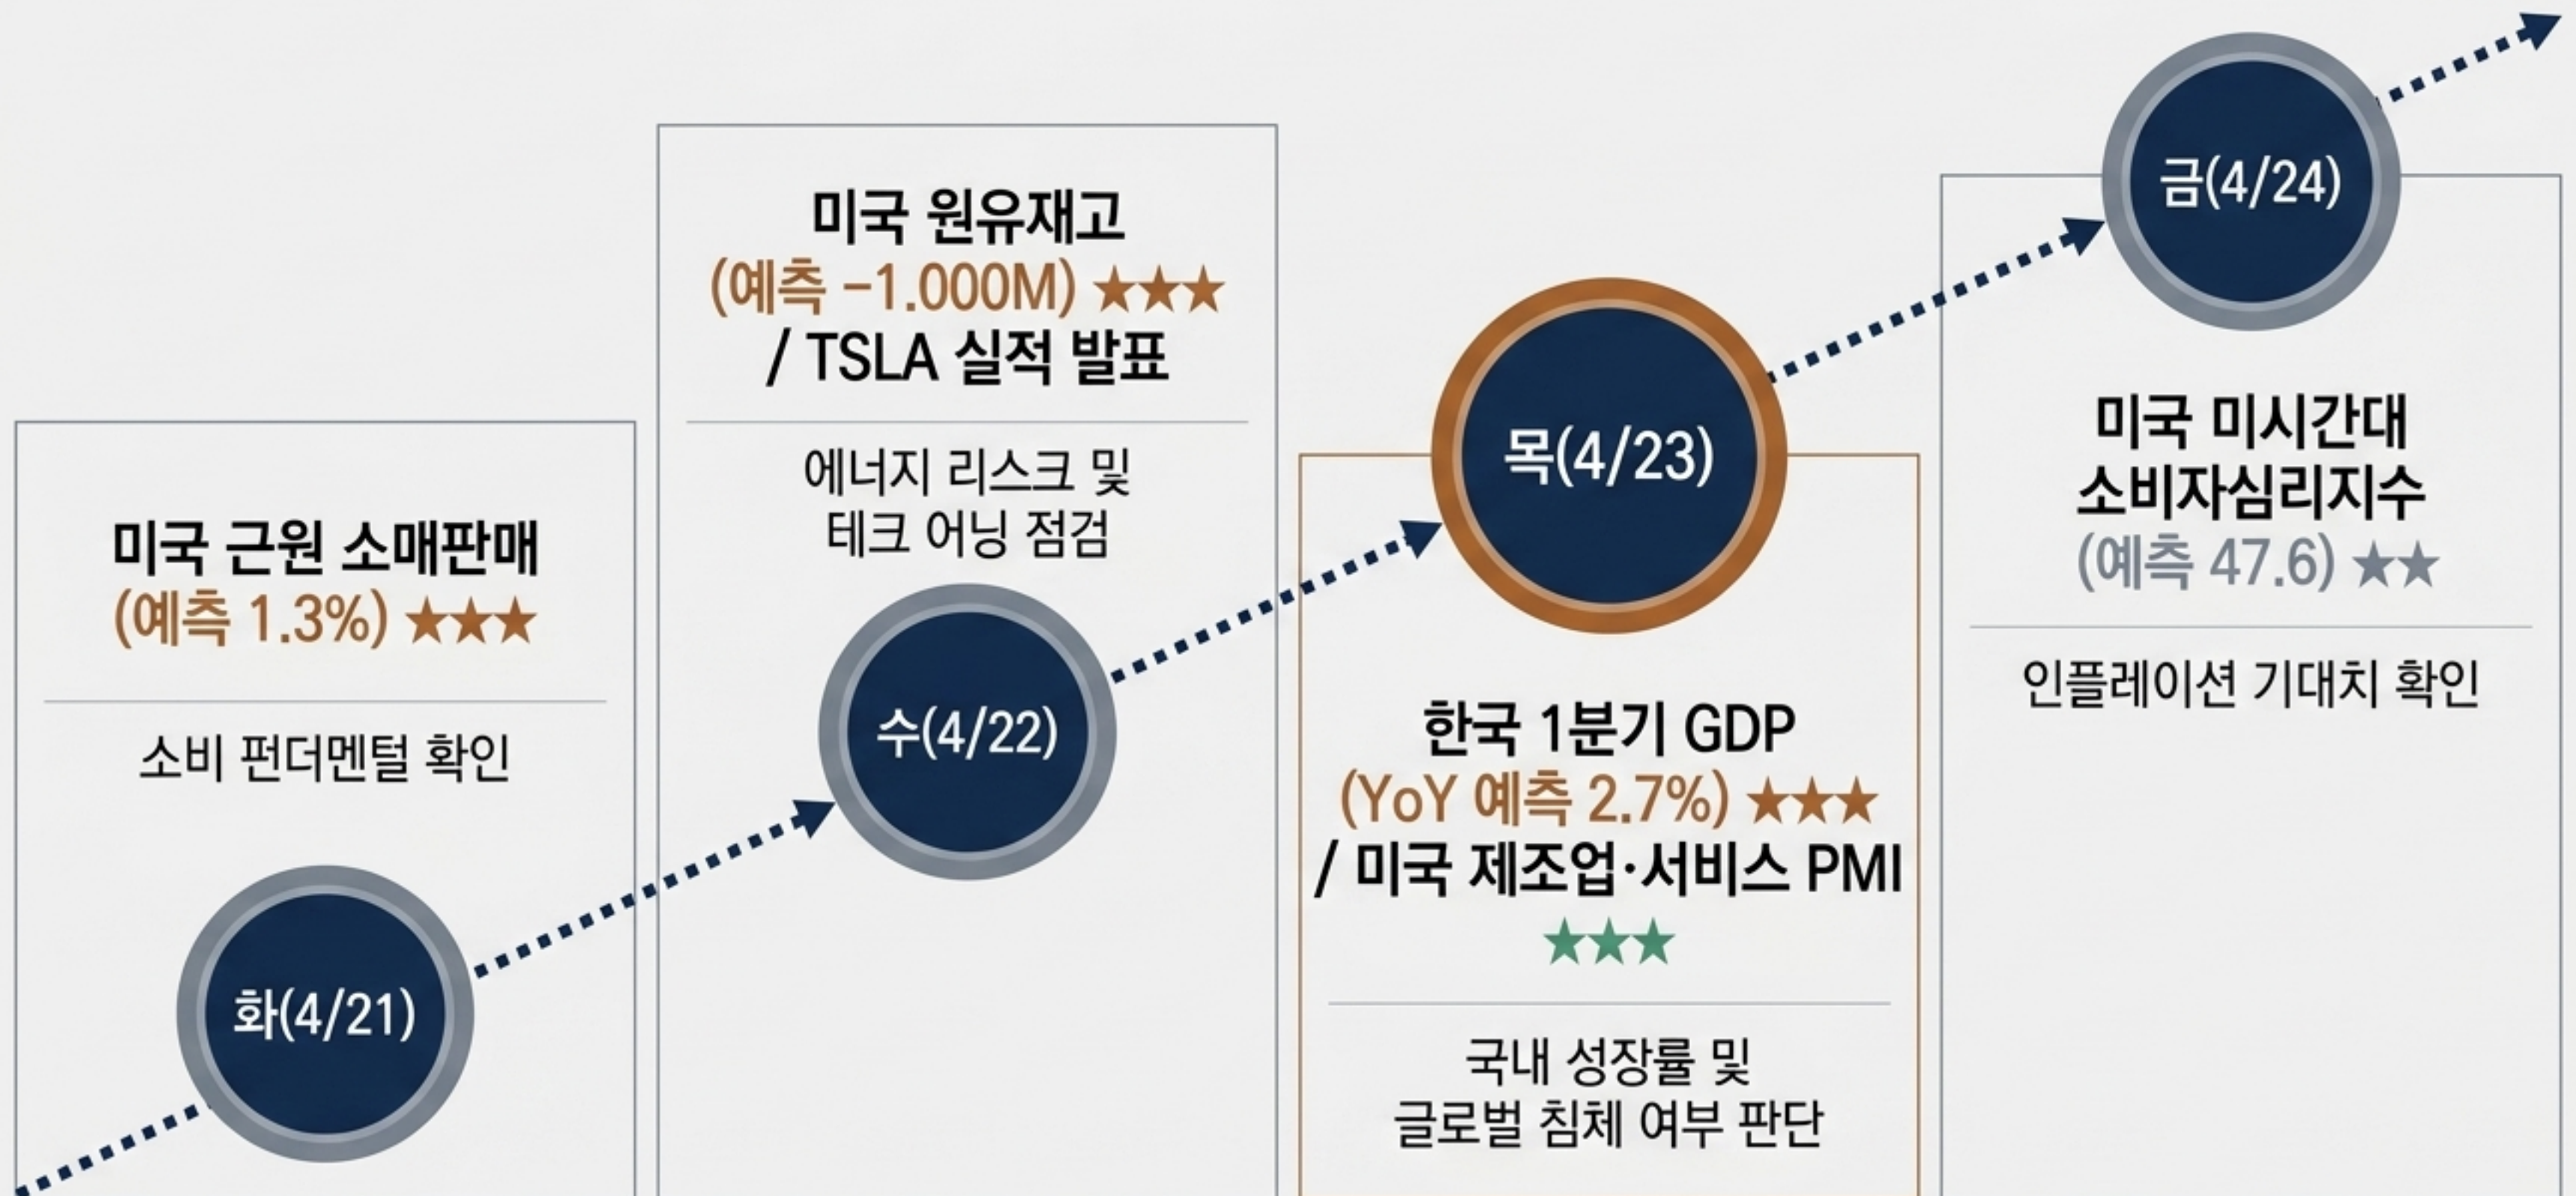 미국 근원 소매판매
(예측 1.3%) ★★★
소비 펀더멘털 확인
화(4/21)
미국 원유재고
(예측 -1.000M) ★★★
/ TSLA 실적 발표
에너지 리스크 및
테크 어닝 점검
수(4/22)
목(4/23)
한국 1분기 GDP
(YoY 예측 2.7%) ★★★
/ 미국 제조업·서비스 PMI
★★★
국내 성장률 및
글로벌 침체 여부 판단
금(4/24)
미국 미시간대
소비자심리지수
(예측 47.6) ★★
인플레이션 기대치 확인